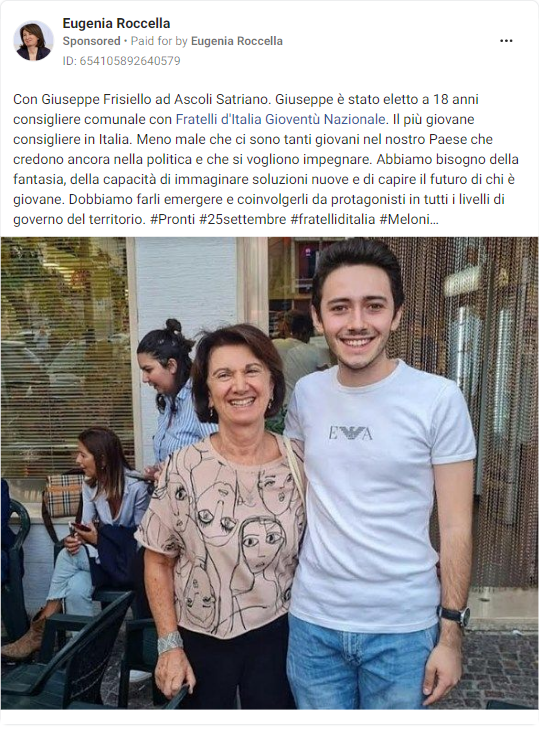 Eugenia Roccella
Sponsored • Paid for by Eugenia Roccella
ID: 654105892640579
Con Giuseppe Frisiello ad Ascoli Satriano. Giuseppe è stato eletto a 18 anni
consigliere comunale con Fratelli d'Italia Gioventù Nazionale. Il più giovane
consigliere in Italia. Meno male che ci sono tanti giovani nel nostro Paese che
credono ancora nella politica e che si vogliono impegnare. Abbiamo bisogno della
fantasia, della capacità di immaginare soluzioni nuove e di capire il futuro di chi è
giovane. Dobbiamo farli emergere e coinvolgerli da protagonisti in tutti i livelli di
governo del territorio. #Pronti #25settembre #fratelliditalia #Meloni...
E A